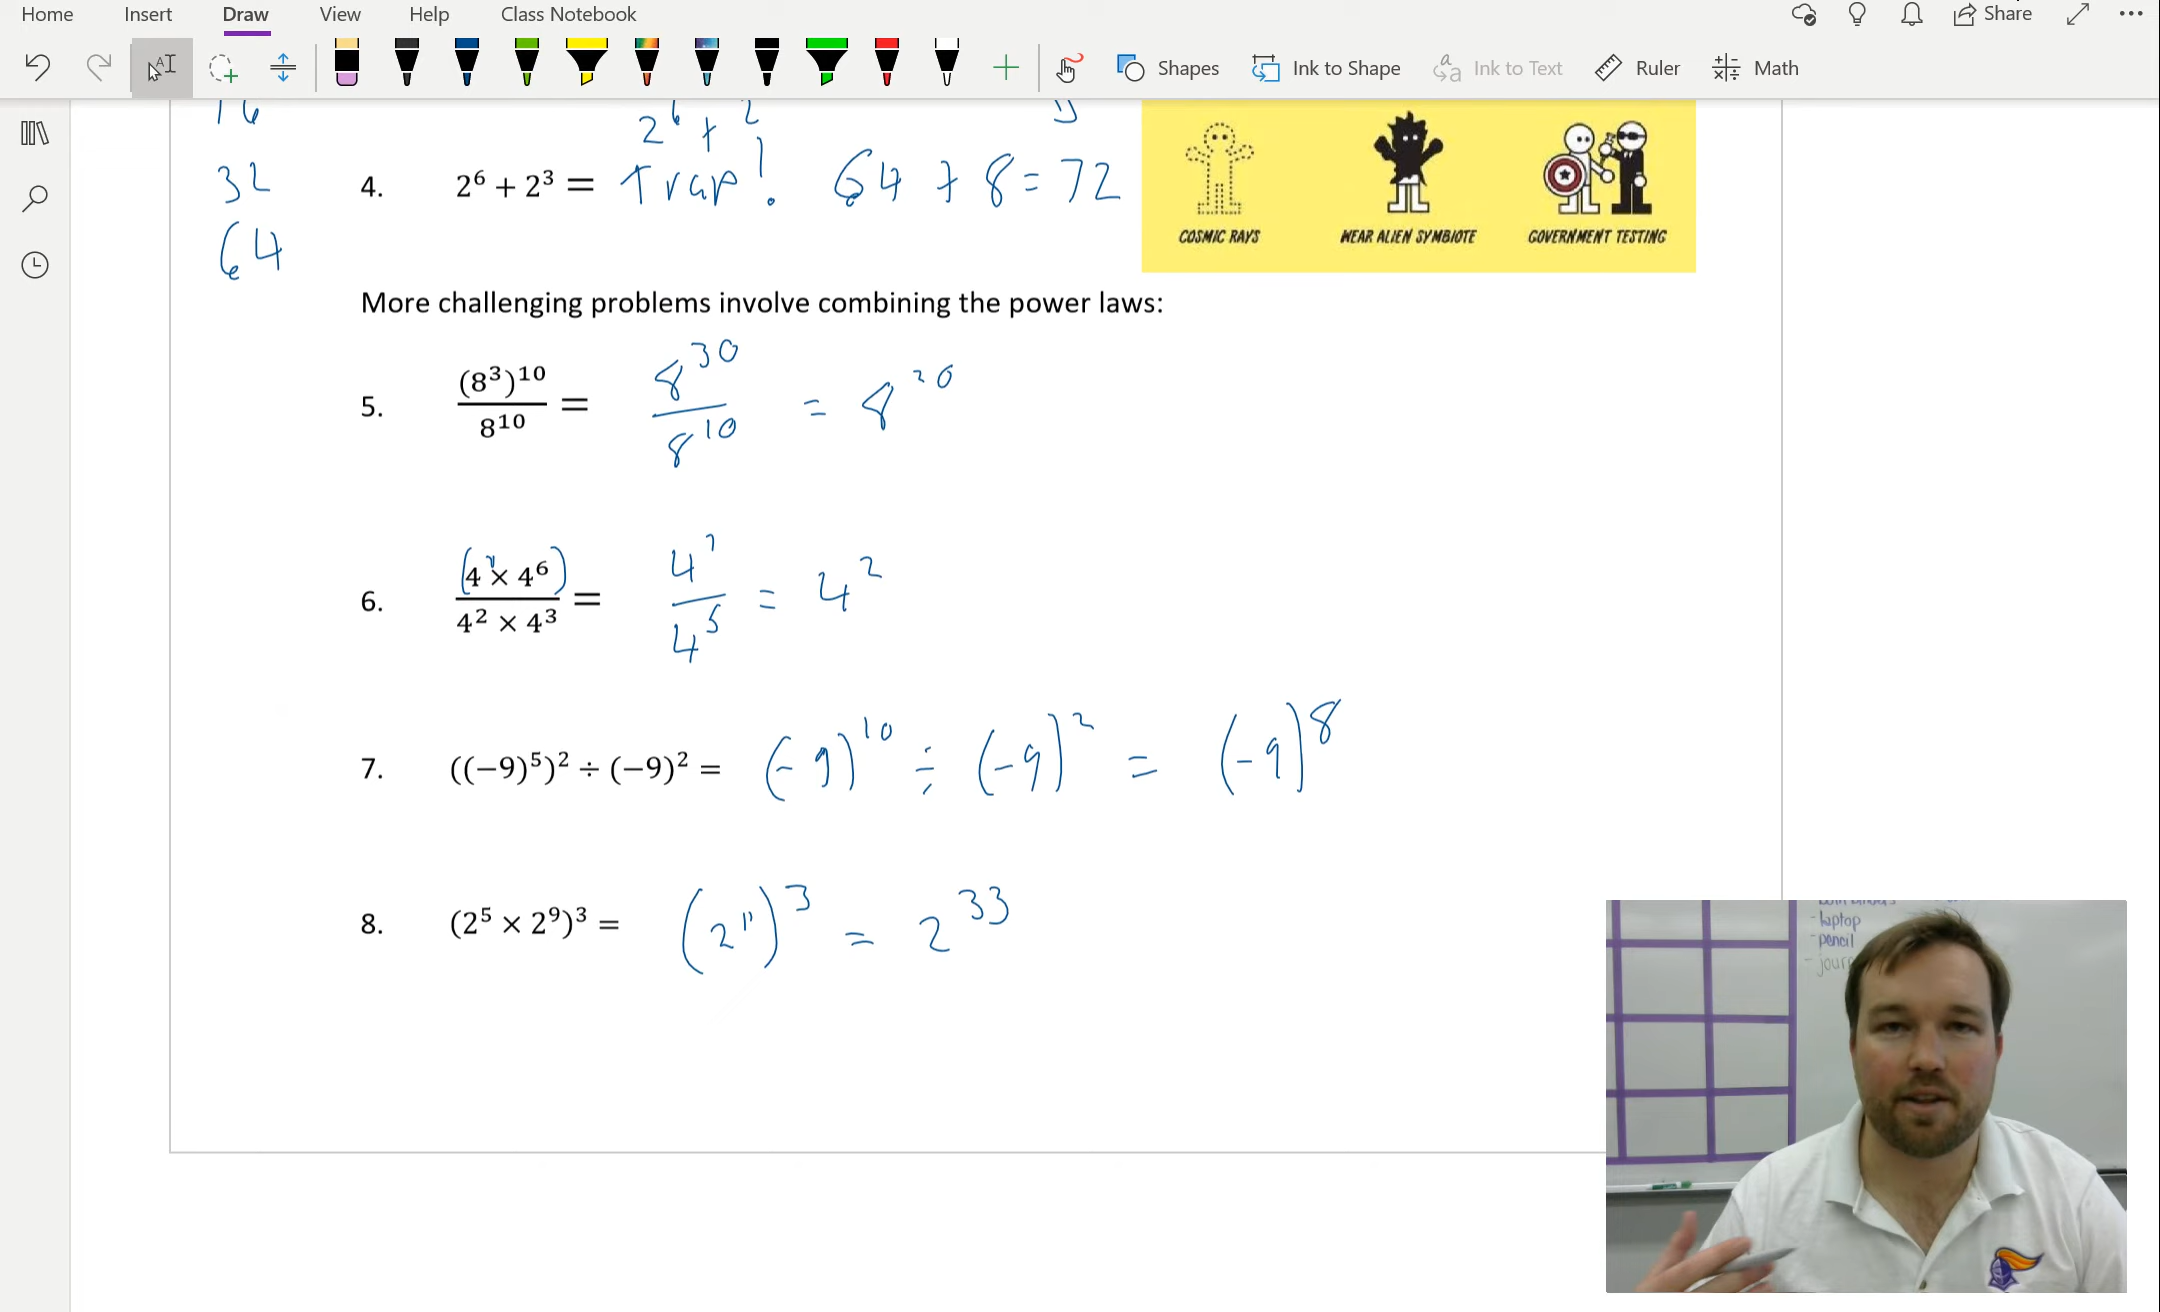 Home Insert Draw View Help Class Notebook Share
Shapes Ink to Shape Ink to Text Ruler Math
16
2⁶ + 2
32
4. 2⁶ + 2³ = Trap! 64 + 8 = 72
64
COSMIC RAYS WEAR ALIEN SYMBIOTE GOVERNMENT TESTING
More challenging problems involve combining the power laws:
5. (8³)¹⁰ / 8¹⁰ = 8³⁰ / 8¹⁰ = 8²⁰
6. (4¹ × 4⁶) / 4² × 4³ = 4⁷ / 4⁵ = 4²
7. ((−9)⁵)² ÷ (−9)² = (-9)¹⁰ ÷ (-9)² = (-9)⁸
8. (2⁵ × 2⁹)³ = (2¹¹)³ = 2³³
- laptop
- pencil